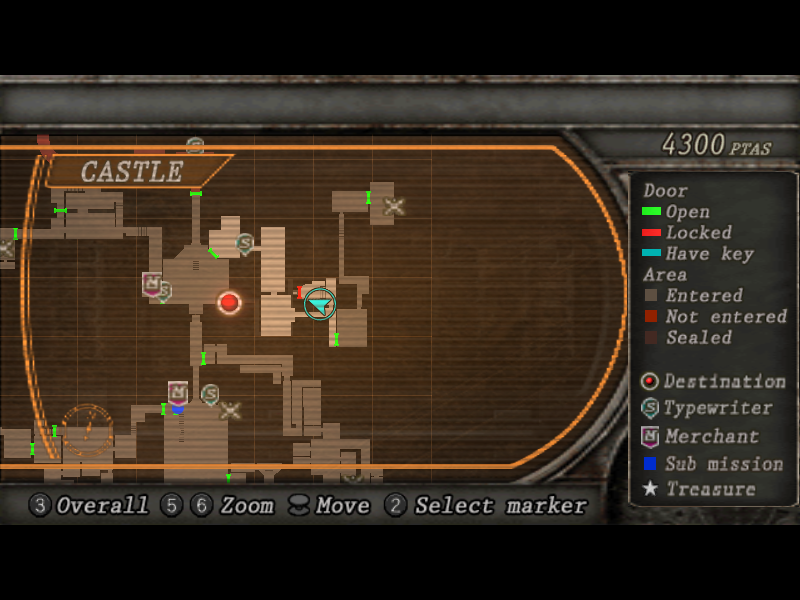 4300 PTAS
CASTLE
Door
Open
Locked
Have key
Area
Entered
Not entered
Sealed
Destination
S Typewriter
M Merchant
Sub mission
Treasure
S
S
M
S
M
S
3 Overall 5 6 Zoom Move 2 Select marker